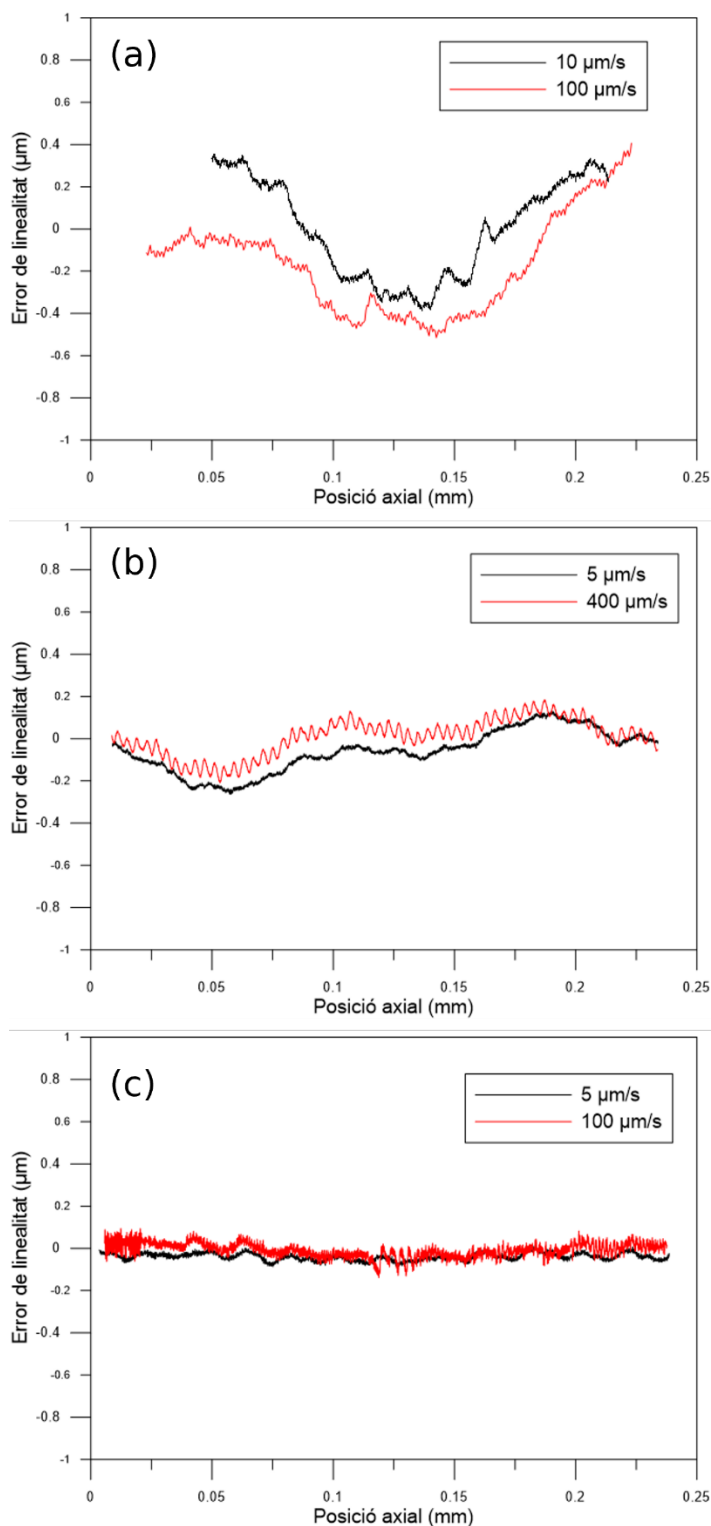 (a)
10 µm/s
100 µm/s
Error de linealitat (µm)
1
0.8
0.6
0.4
0.2
0
-0.2
-0.4
-0.6
-0.8
-1
0 0.05 0.1 0.15 0.2 0.25
Posició axial (mm)
(b)
5 µm/s
400 µm/s
Error de linealitat (µm)
1
0.8
0.6
0.4
0.2
0
-0.2
-0.4
-0.6
-0.8
-1
0 0.05 0.1 0.15 0.2 0.25
Posició axial (mm)
(c)
5 µm/s
100 µm/s
Error de linealitat (µm)
1
0.8
0.6
0.4
0.2
0
-0.2
-0.4
-0.6
-0.8
-1
0 0.05 0.1 0.15 0.2 0.25
Posició axial (mm)